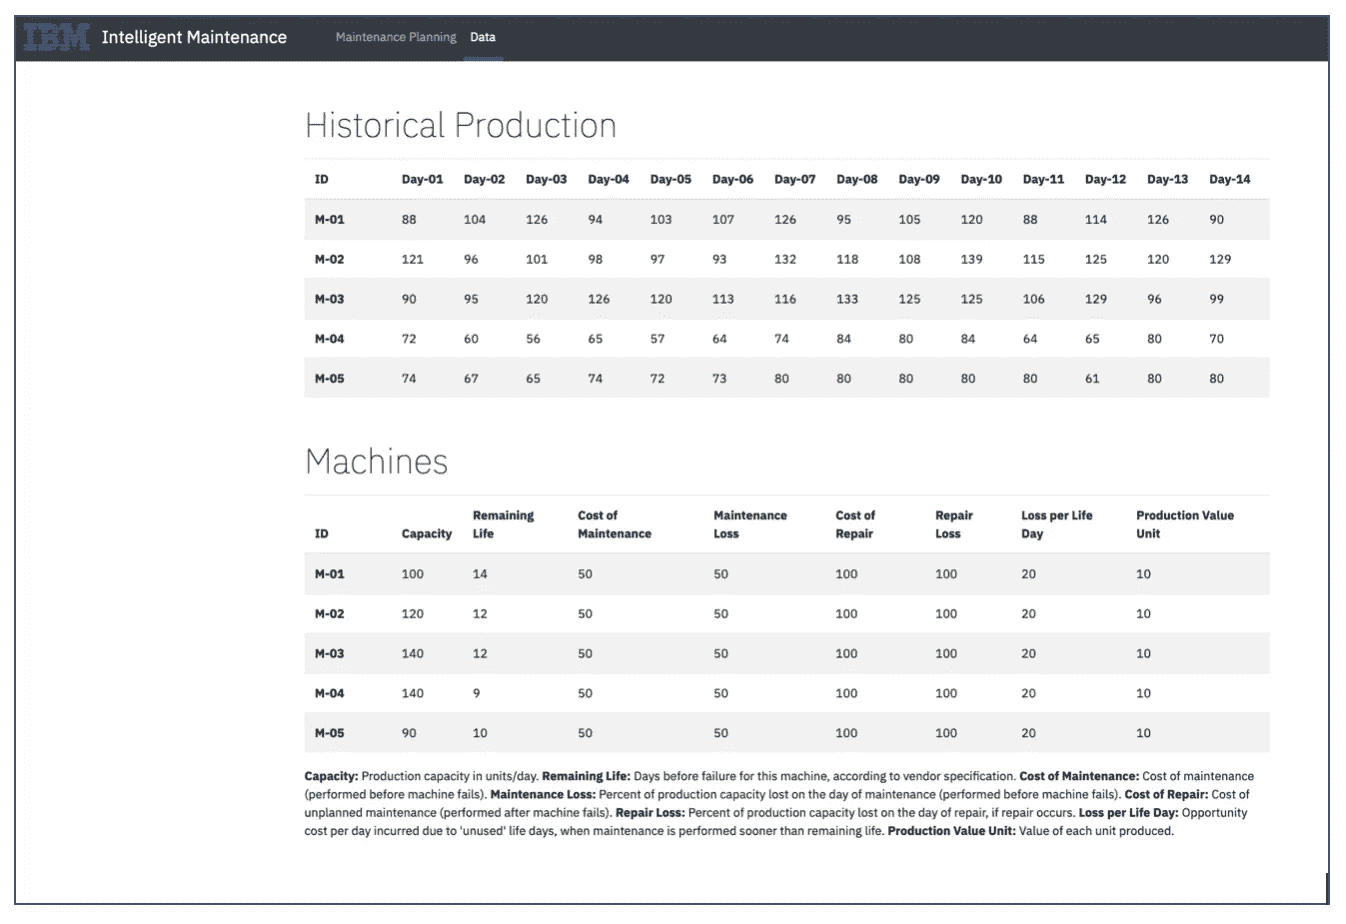 IBM Intelligent Maintenance Maintenance Planning Data
Historical Production
ID Day-01 Day-02 Day-03 Day-04 Day-05 Day-06 Day-07 Day-08 Day-09 Day-10 Day-11 Day-12 Day-13 Day-14
M-01 88 104 126 94 103 107 126 95 105 120 88 114 126 90
M-02 121 96 101 98 97 93 132 118 108 139 115 125 120 129
M-03 90 95 120 126 120 113 116 133 125 125 106 129 96 99
M-04 72 60 56 65 57 64 74 84 80 84 64 65 80 70
M-05 74 67 65 74 72 73 80 80 80 80 80 61 80 80
Machines
Remaining Cost of Maintenance Cost of Repair Loss per Life Production Value
ID Capacity Life Maintenance Loss Repair Loss Day Unit
M-01 100 14 50 50 100 100 20 10
M-02 120 12 50 50 100 100 20 10
M-03 140 12 50 50 100 100 20 10
M-04 140 9 50 50 100 100 20 10
M-05 90 10 50 50 100 100 20 10
Capacity: Production capacity in units/day. Remaining Life: Days before failure for this machine, according to vendor specification. Cost of Maintenance: Cost of maintenance
(performed before machine fails). Maintenance Loss: Percent of production capacity lost on the day of maintenance (performed before machine fails). Cost of Repair: Cost of
unplanned maintenance (performed after machine fails). Repair Loss: Percent of production capacity lost on the day of repair, if repair occurs. Loss per Life Day: Opportunity
cost per day incurred due to 'unused' life days, when maintenance is performed sooner than remaining life. Production Value Unit: Value of each unit produced.